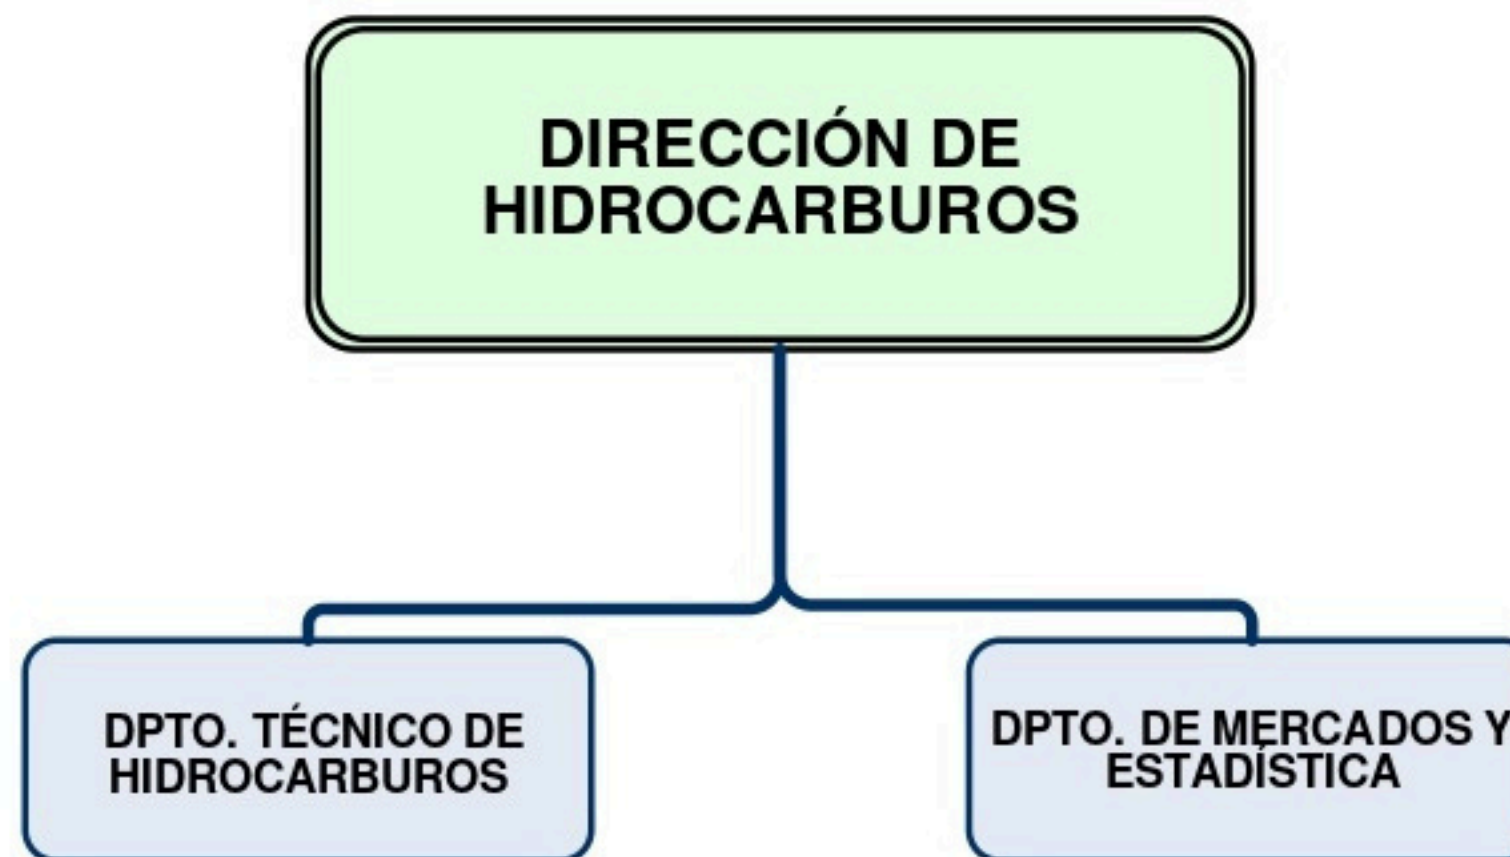 DIRECCIÓN DE
HIDROCARBUROS
DPTO. TÉCNICO DE
HIDROCARBUROS
DPTO. DE MERCADOS Y
ESTADÍSTICA